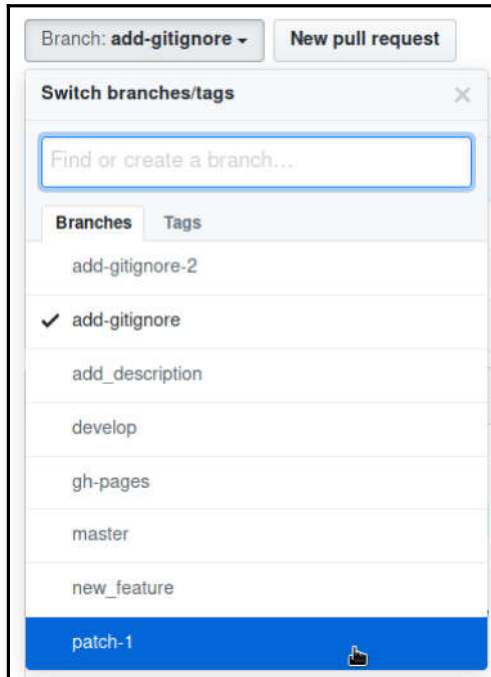 Branch: add-gitignore New pull request
Switch branches/tags
Find or create a branch...
Branches Tags
add-gitignore-2
add-gitignore
add_description
develop
gh-pages
master
new_feature
patch-1